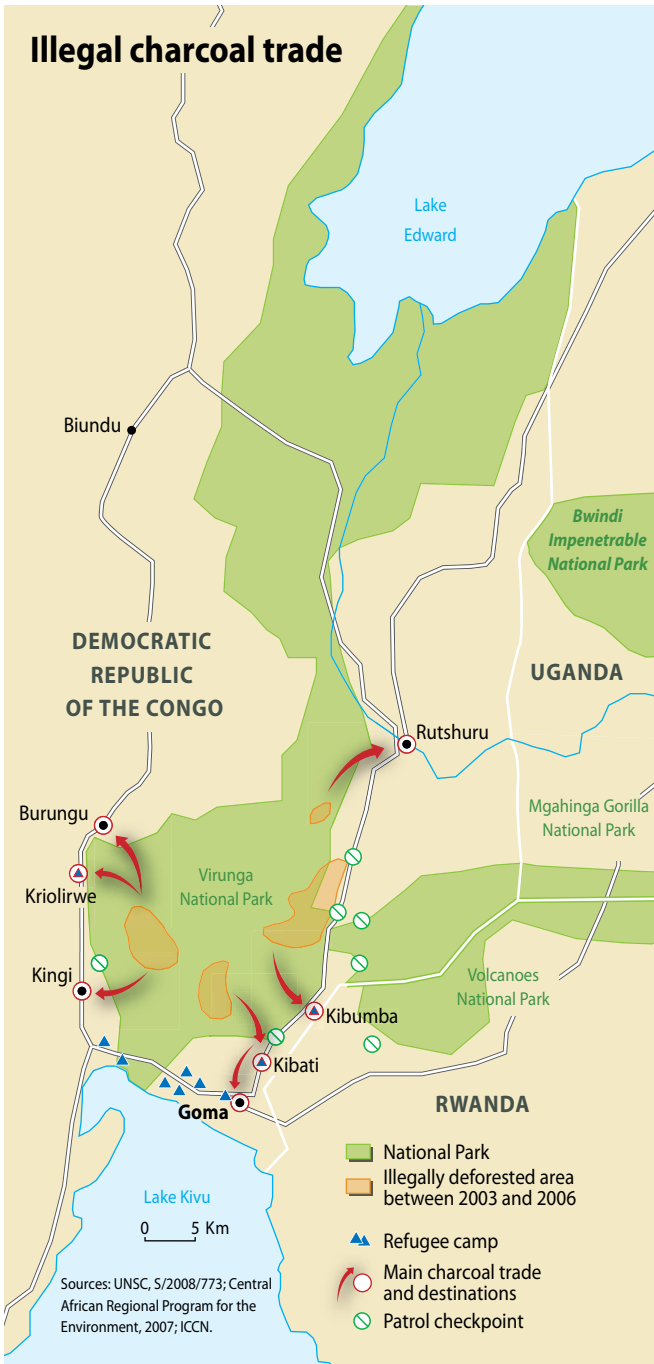 Illegal charcoal trade
Lake
Edward
Biundu
Bwindi
Impenetrable
National Park
DEMOCRATIC
REPUBLIC
OF THE CONGO
UGANDA
Rutshuru
Burungu
Mgahinga Gorilla
National Park
Virunga
National Park
Kriolirwe
Kingi
Volcanoes
National Park
Kibumba
Kibati
Goma
RWANDA
National Park
Illegally deforested area
between 2003 and 2006
Lake Kivu
0 5 Km
Refugee camp
Main charcoal trade
and destinations
Patrol checkpoint
Sources: UNSC, S/2008/773; Central
African Regional Program for the
Environment, 2007; ICCN.